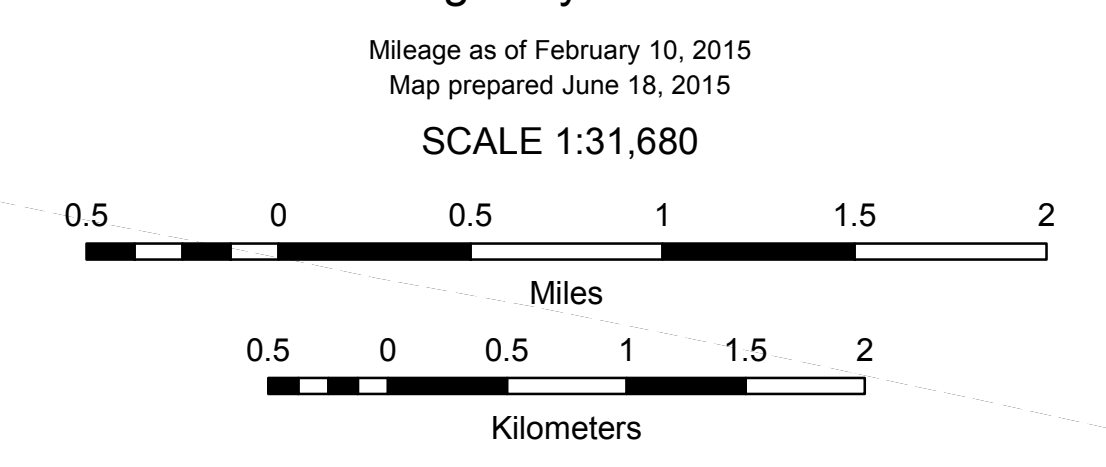 Mileage as of February 10, 2015
Map prepared June 18, 2015
SCALE 1:31,680
0.5 0 0.5 1 1.5 2
Miles
0.5 0 0.5 1 1.5 2
Kilometers